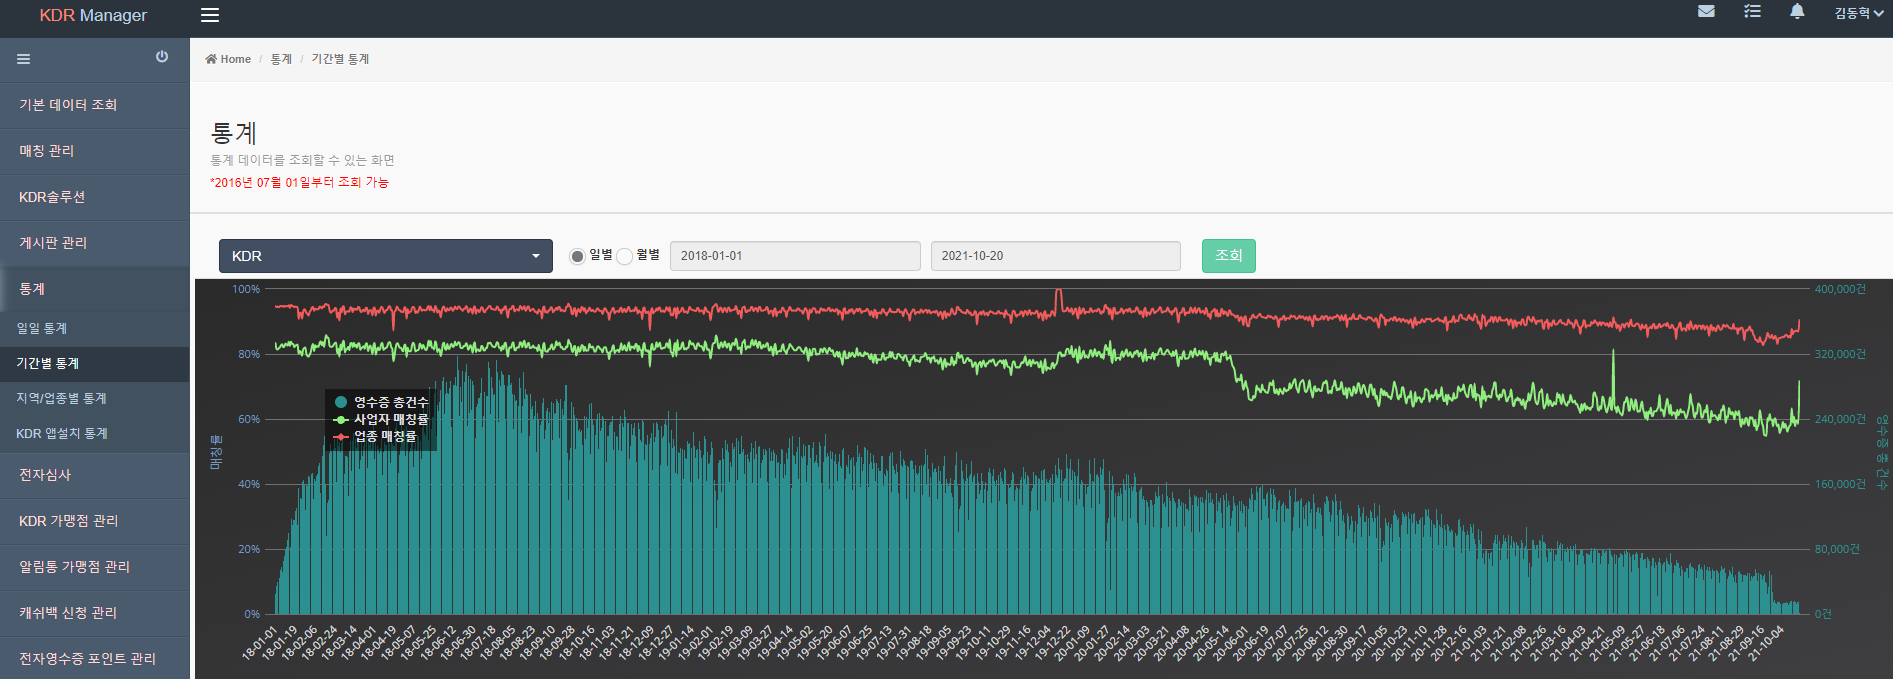 KDR Manager
김동혁
Home / 통계 / 기간별 통계
기본 데이터 조회
매칭 관리
KDR솔루션
게시판 관리
통계
일일 통계
기간별 통계
지역/업종별 통계
KDR 앱설치 통계
전자심사
KDR 가맹점 관리
알림톡 가맹점 관리
캐쉬백 신청 관리
전자영수증 포인트 관리
통계
통계 데이터를 조회할 수 있는 화면
*2016년 07월 01일부터 조회 가능
KDR 일별 월별 2018-01-01 2021-10-20 조회
100%
80%
60%
40%
20%
0%
매칭률
영수증 총건수
사업자 매칭률
업종 매칭률
400,000건
320,000건
240,000건
160,000건
80,000건
0건
영수증 총 건수
18-01-01
18-01-19
18-02-06
18-02-24
18-03-14
18-04-01
18-04-19
18-05-07
18-05-25
18-06-12
18-06-30
18-07-18
18-08-05
18-08-23
18-09-10
18-09-28
18-10-16
18-11-03
18-11-21
18-12-09
18-12-27
19-01-14
19-02-01
19-02-19
19-03-09
19-03-27
19-04-14
19-05-02
19-05-20
19-06-07
19-06-25
19-07-13
19-07-31
19-08-18
19-09-05
19-09-23
19-10-11
19-10-29
19-11-16
19-12-04
19-12-22
20-01-09
20-01-27
20-02-14
20-03-03
20-03-21
20-04-08
20-04-26
20-05-14
20-06-01
20-06-19
20-07-07
20-07-25
20-08-12
20-08-30
20-09-17
20-10-05
20-10-23
20-11-10
20-11-28
20-12-16
21-01-03
21-01-21
21-02-08
21-02-26
21-03-16
21-04-03
21-04-21
21-05-09
21-05-27
21-06-18
21-07-06
21-07-24
21-08-11
21-08-29
21-09-16
21-10-04